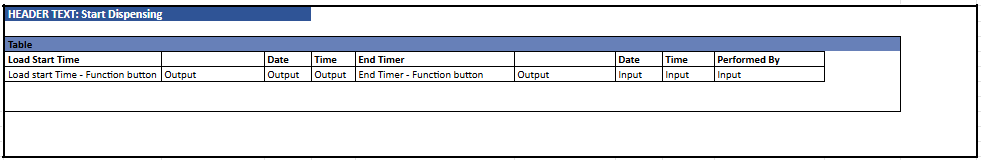 HEADER TEXT: Start Dispensing
Table
Load Start Time Date Time End Timer Date Time Performed By
Load start Time - Function button Output Output Output End Timer - Function button Output Input Input Input